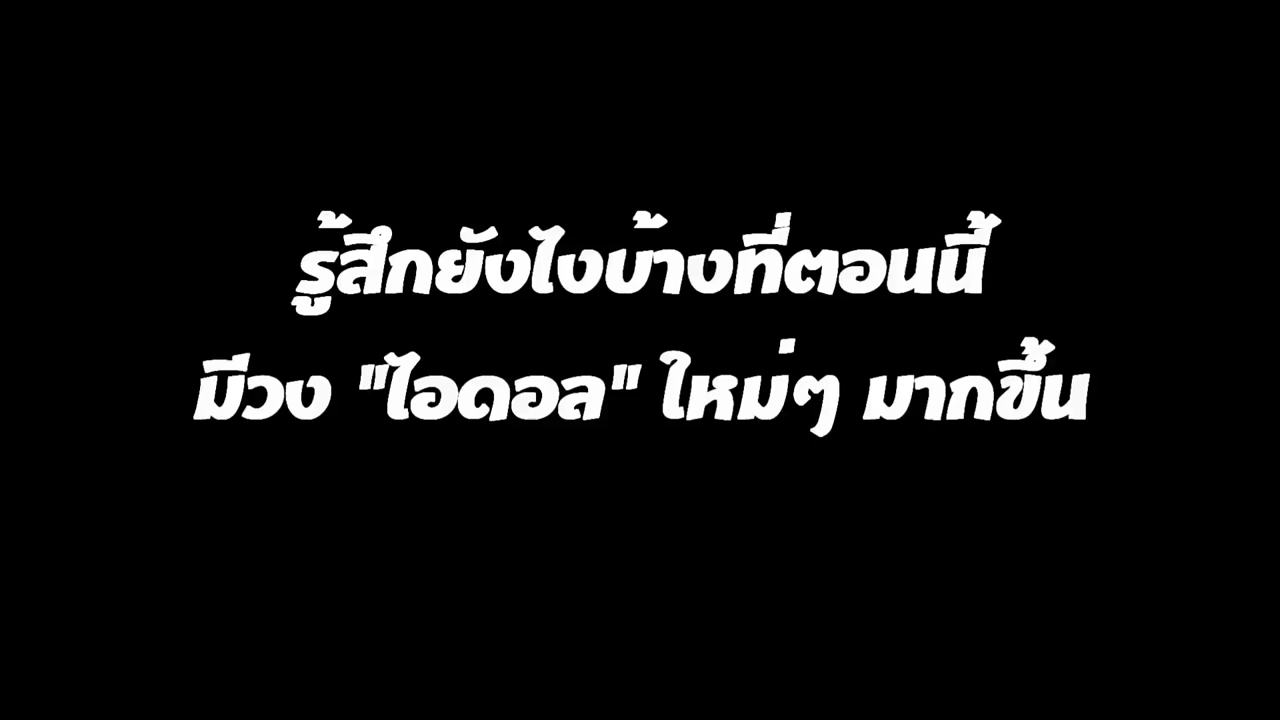 รู้สึกยังไงบ้างที่ตอนนี้
มีวง "ไอดอล" ใหม่ๆ มากขึ้น